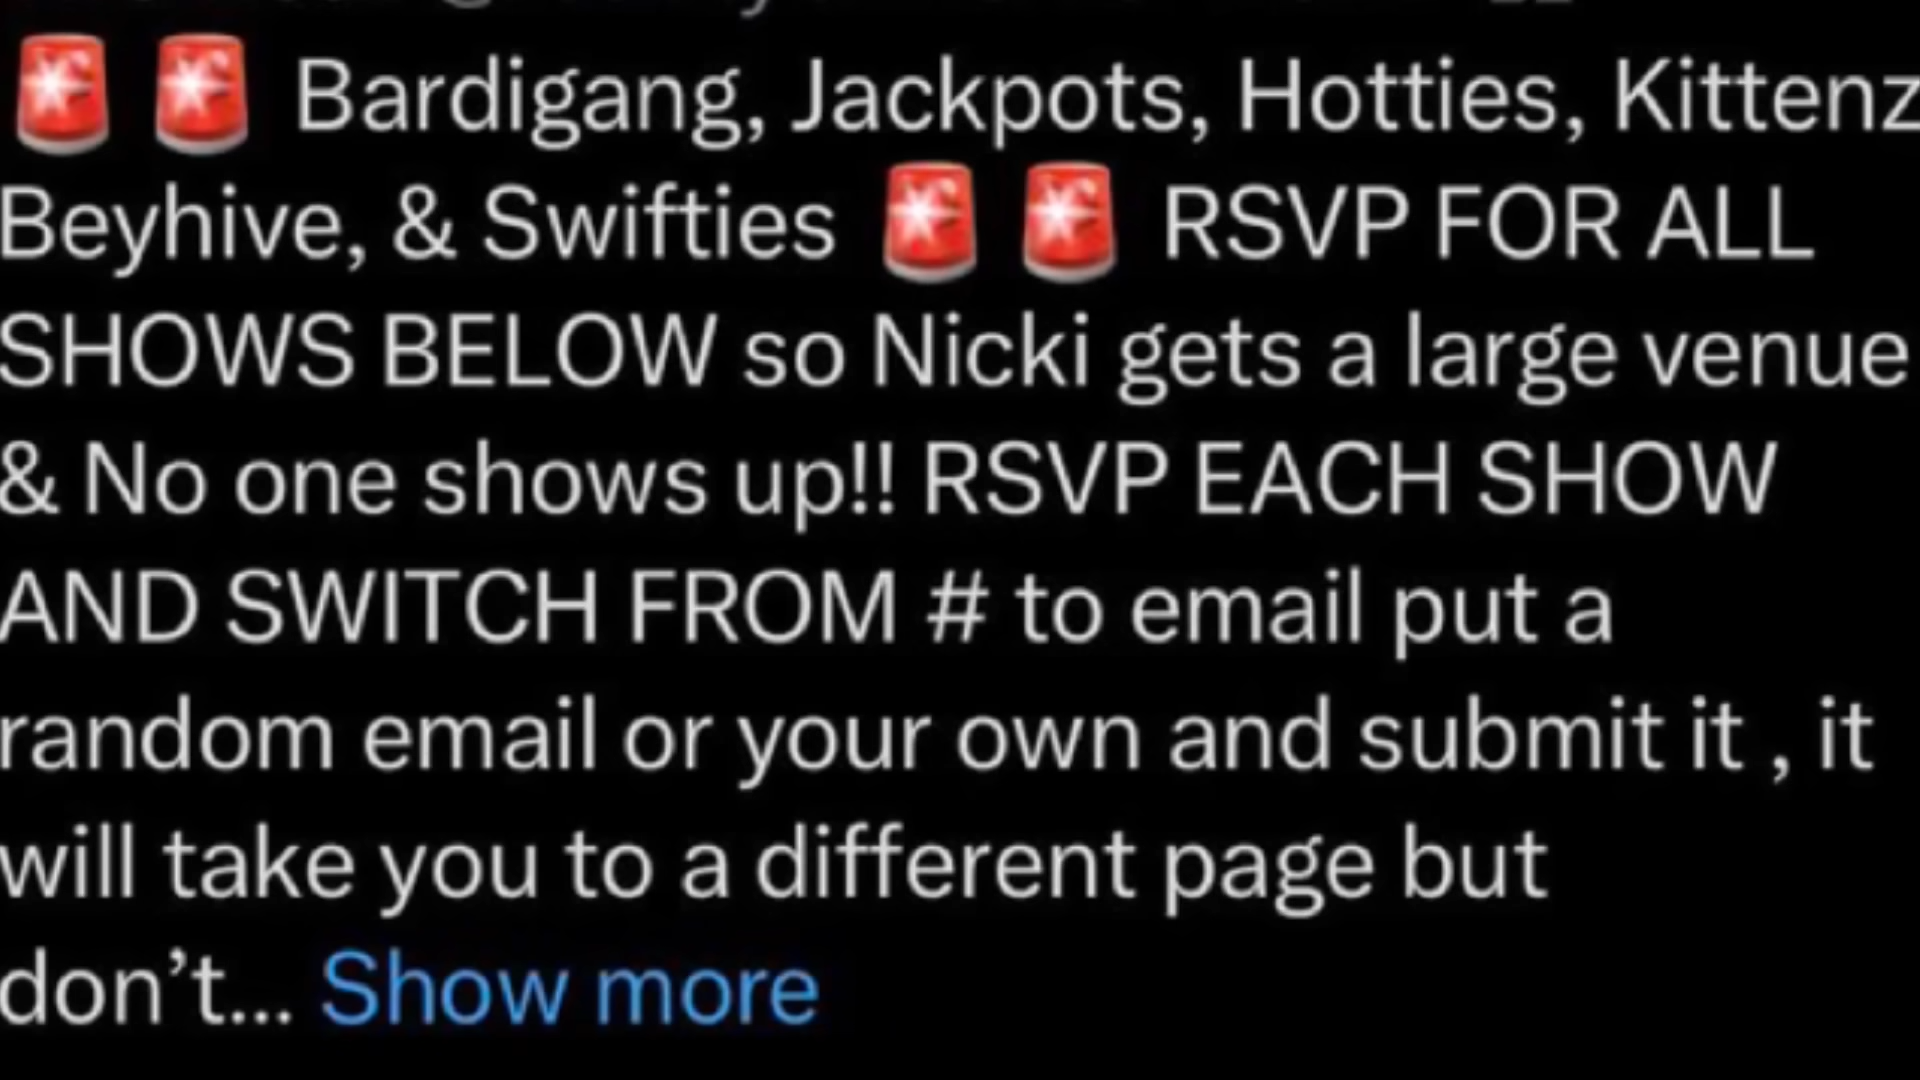 🚨🚨 Bardigang, Jackpots, Hotties, Kittenz
Beyhive, & Swifties 🚨🚨 RSVP FOR ALL
SHOWS BELOW so Nicki gets a large venue
& No one shows up!! RSVP EACH SHOW
AND SWITCH FROM # to email put a
random email or your own and submit it , it
will take you to a different page but
don’t... Show more